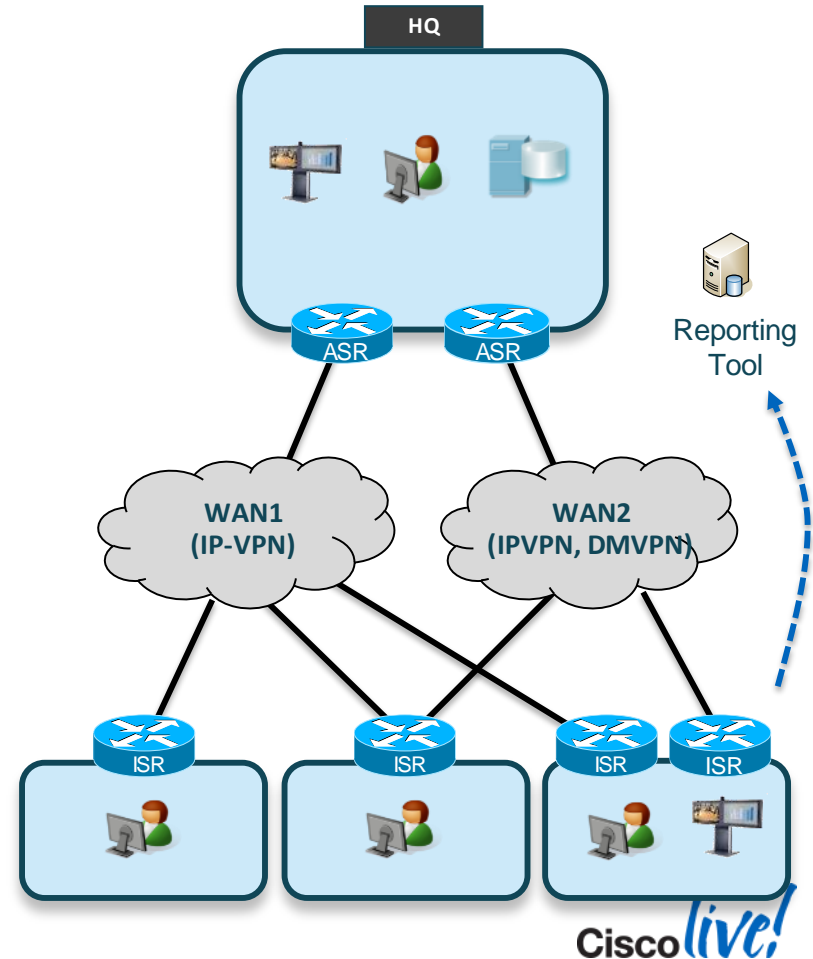 HQ
ASR
ASR
Reporting
Tool
WAN1
(IP-VPN)
WAN2
(IPVPN, DMVPN)
ISR
ISR
ISR
ISR
Cisco live!